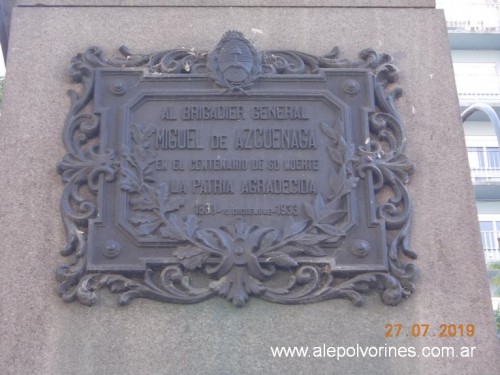 AL BRIGADIER GENERAL
MIGUEL DE AZCUENAGA
EN EL CENTENARIO DE SU MUERTE
LA PATRIA AGRADECIDA
DICIEMBRE-1933
27.07.2019
www.alepolvorines.com.ar